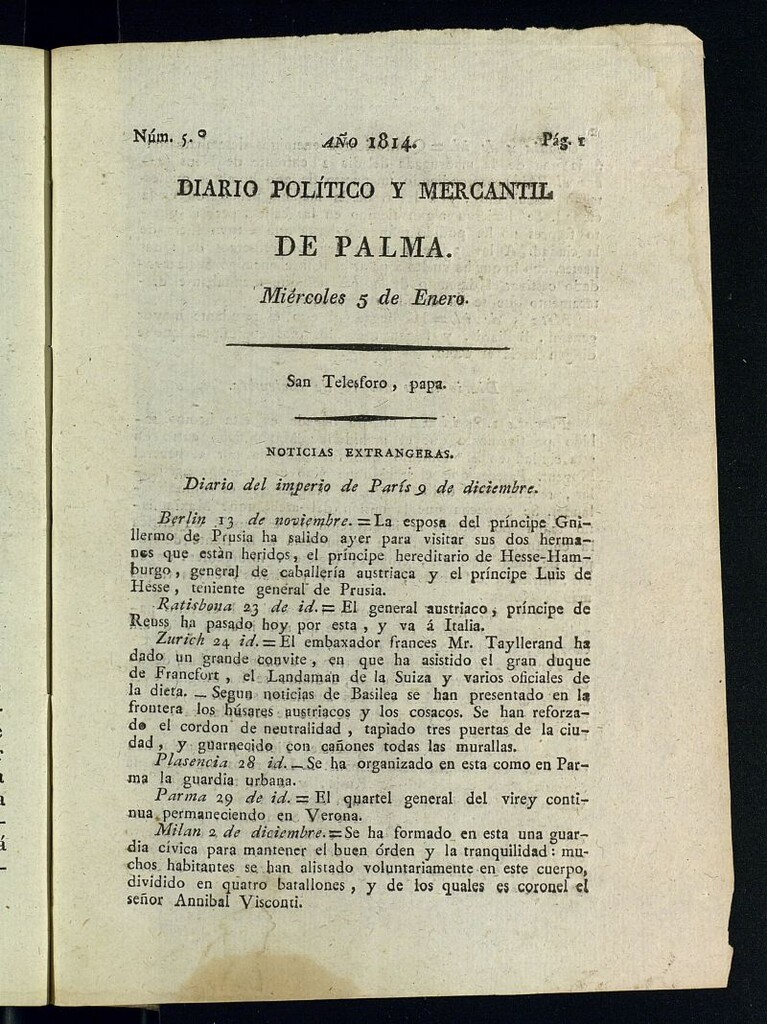 Núm. 5.º AÑO 1814. Pág. 1
DIARIO POLÍTICO Y MERCANTIL
DE PALMA.
Miércoles 5 de Enero.
San Telesforo, papa.
NOTICIAS EXTRANGERAS.
Diario del imperio de París 9 de diciembre.
Berlin 13 de noviembre. = La esposa del príncipe Gui-
llermo de Prusia ha salido ayer para visitar sus dos herma-
nos que están heridos, el príncipe hereditario de Hesse-Ham-
burgo, general de caballería austriaca y el príncipe Luis de
Hesse, teniente general de Prusia.
Ratisbona 23 de id. = El general austriaco, príncipe de
Reuss ha pasado hoy por esta, y va á Italia.
Zurich 24 id. = El embaxador frances Mr. Tayllerand ha
dado un grande convite, en que ha asistido el gran duque
de Francfort, el Landaman de la Suiza y varios oficiales de
la dieta. — Segun noticias de Basilea se han presentado en la
frontera los húsares austriacos y los cosacos. Se han reforza-
do el cordon de neutralidad, tapiado tres puertas de la ciu-
dad, y guarnecido con cañones todas las murallas.
Plasencia 28 id. — Se ha organizado en esta como en Par-
ma la guardia urbana.
Parma 29 de id. = El quartel general del virey conti-
nua permaneciendo en Verona.
Milan 2 de diciembre. = Se ha formado en esta una guar-
dia cívica para mantener el buen órden y la tranquilidad: mu-
chos habitantes se han alistado voluntariamente en este cuerpo,
dividido en quatro batallones, y de los quales es coronel el
señor Annibal Visconti.